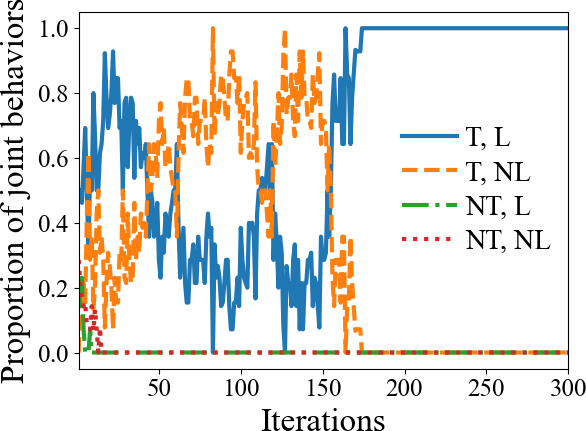 Proportion of joint behaviors
1.0
0.8
0.6
0.4
0.2
0.0
T, L
T, NL
NT, L
NT, NL
50 100 150 200 250 300
Iterations